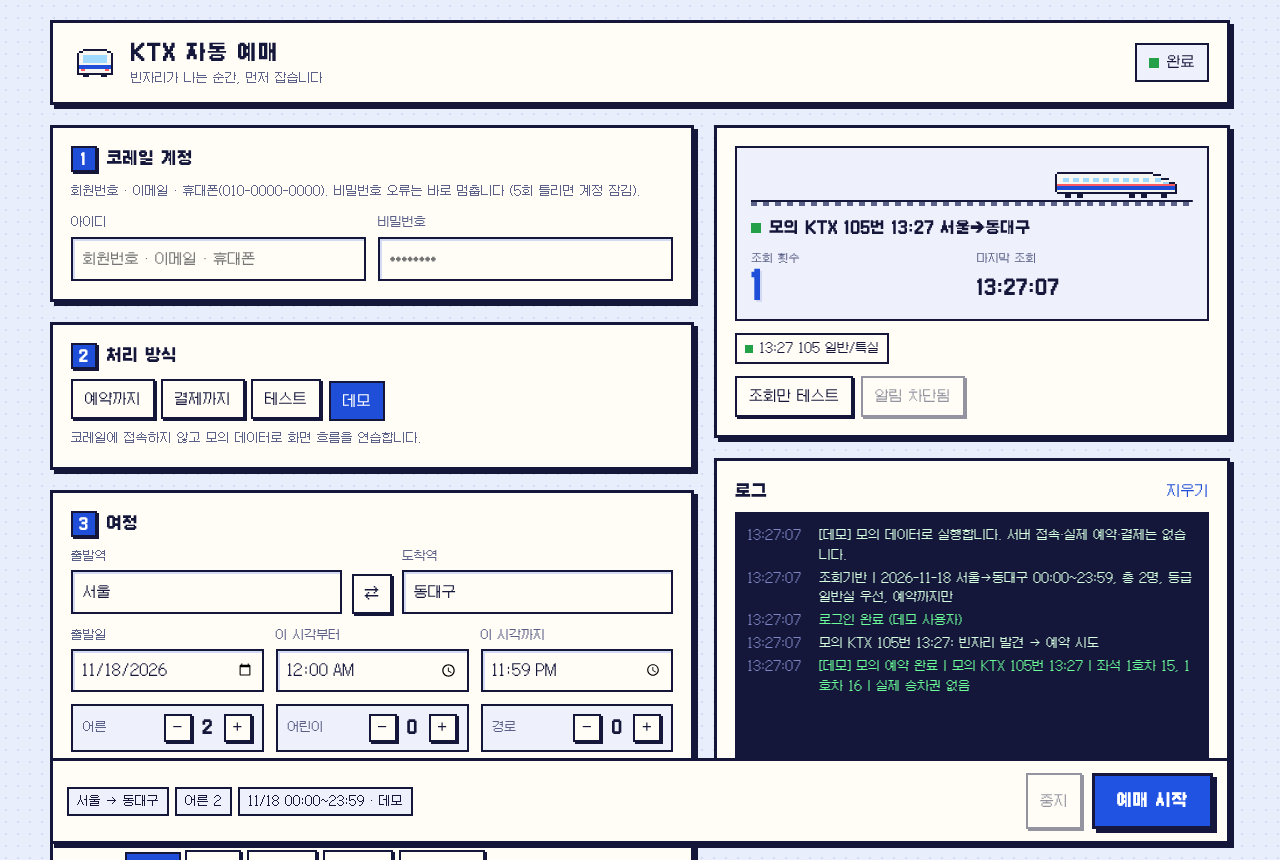 KTX 자동 예매
빈자리가 나는 순간, 먼저 잡습니다
완료
1 코레일 계정
회원번호 · 이메일 · 휴대폰(010-0000-0000). 비밀번호 오류는 바로 멈춥니다 (5회 틀리면 계정 잠김).
아이디
비밀번호
회원번호 · 이메일 · 휴대폰
••••••••
2 처리 방식
예약까지 결제까지 테스트 데모
코레일에 접속하지 않고 모의 데이터로 화면 흐름을 연습합니다.
3 여정
출발역
도착역
서울 ⇄ 동대구
출발일 이 시각부터 이 시각까지
11/18/2026 12:00 AM 11:59 PM
어른 − 2 + 어린이 − 0 + 경로 − 0 +
모의 KTX 105번 13:27 서울→동대구
조회 횟수 마지막 조회
1 13:27:07
13:27 105 일반/특실
조회만 테스트 알림 차단됨
로그 지우기
13:27:07 [데모] 모의 데이터로 실행합니다. 서버 접속·실제 예약·결제는 없습
니다.
13:27:07 조회기반 | 2026-11-18 서울→동대구 00:00~23:59, 총 2명, 등급
일반실 우선, 예약까지만
13:27:07 로그인 완료 (데모 사용자)
13:27:07 모의 KTX 105번 13:27: 빈자리 발견 → 예약 시도
13:27:07 [데모] 모의 예약 완료 | 모의 KTX 105번 13:27 | 좌석 1호차 15, 1
호차 16 | 실제 승차권 없음
서울 → 동대구 어른 2 11/18 00:00~23:59 · 데모
중지 예매 시작